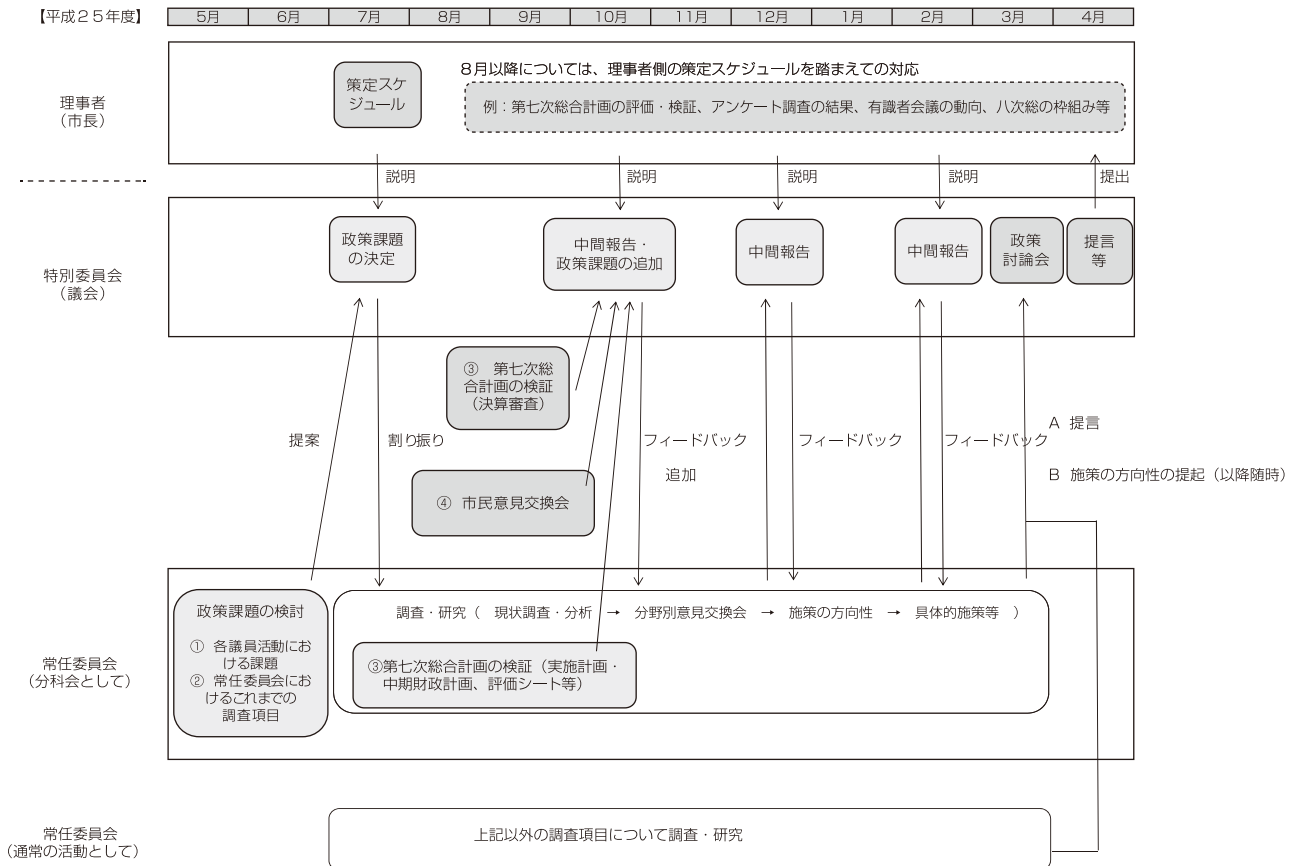 【平成２５年度】
5月 6月 7月 8月 9月 10月 11月 12月 1月 2月 3月 4月
理事者
（市長）
策定スケ
ジュール
８月以降については、理事者側の策定スケジュールを踏まえての対応
例：第七次総合計画の評価・検証、アンケート調査の結果、有識者会議の動向、八次総の枠組み等
説明
説明
説明
説明
提出
特別委員会
（議会）
政策課題
の決定
中間報告・
政策課題の追加
中間報告
中間報告
政策
討論会
提言
等
③ 第七次総
合計画の検証
（決算審査）
提案
割り振り
④ 市民意見交換会
フィードバック
追加
フィードバック
フィードバック
A 提言
B 施策の方向性の提起（以降随時）
常任委員会
（分科会として）
政策課題の検討
① 各議員活動にお
ける課題
② 常任委員会にお
けるこれまでの
調査項目
調査・研究（ 現状調査・分析 → 分野別意見交換会 → 施策の方向性 → 具体的施策等 ）
③第七次総合計画の検証（実施計画・
中期財政計画、評価シート等）
常任委員会
（通常の活動として）
上記以外の調査項目について調査・研究